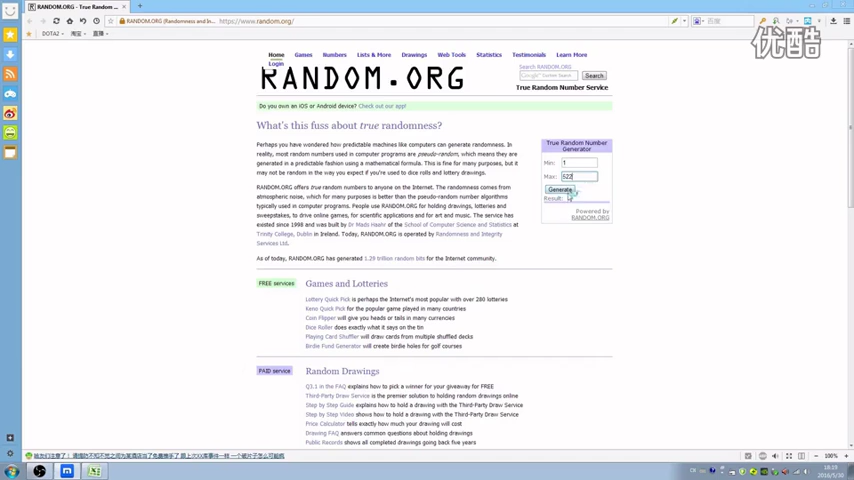 RANDOM.ORG - True Random
RANDOM.ORG (Randomness and In...
https://www.random.org/
百度
DOTA2
淘宝
直播
优酷
Home Games Numbers Lists & More Drawings Web Tools Statistics Testimonials Learn More
Login
RANDOM.ORG
Search RANDOM.ORG
Search
True Random Number Service
Do you own an iOS or Android device? Check out our app!
What's this fuss about true randomness?
Perhaps you have wondered how predictable machines like computers can generate randomness. In
reality, most random numbers used in computer programs are pseudo-random, which means they are
generated in a predictable fashion using a mathematical formula. This is fine for many purposes, but it
may not be random in the way you expect if you're used to dice rolls and lottery drawings.
RANDOM.ORG offers true random numbers to anyone on the Internet. The randomness comes from
atmospheric noise, which for many purposes is better than the pseudo-random number algorithms
typically used in computer programs. People use RANDOM.ORG for holding drawings, lotteries and
sweepstakes, to drive online games, for scientific applications and for art and music. The service has
existed since 1998 and was built by Dr Mads Haahr of the School of Computer Science and Statistics at
Trinity College, Dublin in Ireland. Today, RANDOM.ORG is operated by Randomness and Integrity
Services Ltd.
As of today, RANDOM.ORG has generated 1.29 trillion random bits for the Internet community.
True Random Number
Generator
Min: 1
Max: 522
Generate
Result:
Powered by
RANDOM.ORG
FREE services
Games and Lotteries
Lottery Quick Pick is perhaps the Internet's most popular with over 280 lotteries
Keno Quick Pick for the popular game played in many countries
Coin Flipper will give you heads or tails in many currencies
Dice Roller does exactly what it says on the tin
Playing Card Shuffler will draw cards from multiple shuffled decks
Birdie Fund Generator will create birdie holes for golf courses
PAID service
Random Drawings
Q3.1 in the FAQ explains how to pick a winner for your giveaway for FREE
Third-Party Draw Service is the premier solution to holding random drawings online
Step by Step Guide explains how to hold a drawing with the Third-Party Draw Service
Step by Step Video shows how to hold a drawing with the Third-Party Draw Service
Price Calculator tells exactly how much your drawing will cost
Drawing FAQ answers common questions about holding drawings
Public Records shows all completed drawings going back five years
100%
18:19
2016/5/30